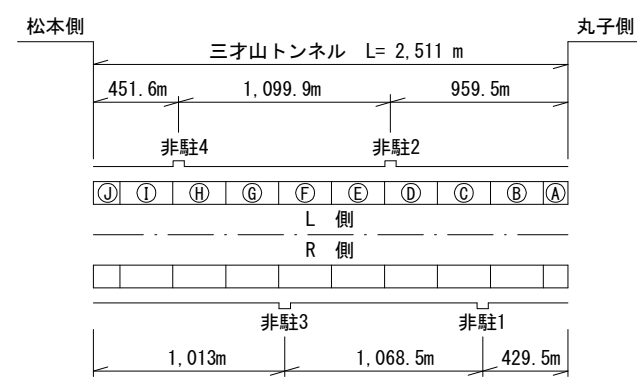 松本側 丸子側
三才山トンネル L= 2,511 m
451.6m 1,099.9m 959.5m
非駐4 非駐2
Ⓙ Ⓘ Ⓗ Ⓖ Ⓕ Ⓔ Ⓓ Ⓒ Ⓑ Ⓐ
L 側
R 側
非駐3 非駐1
1,013m 1,068.5m 429.5m